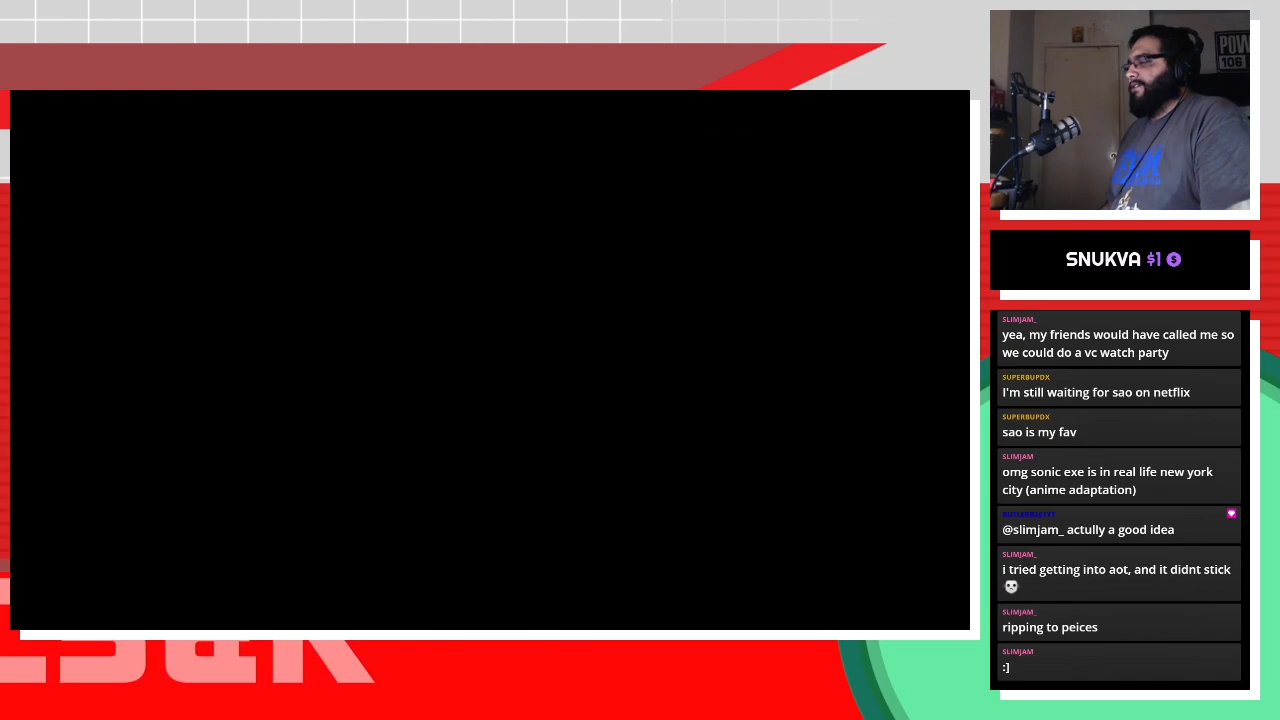 POW
106
SNUKVA $1
SLIMJAM_
yea, my friends would have called me so
we could do a vc watch party
SUPERBUPDX
I'm still waiting for sao on netflix
SUPERBUPDX
sao is my fav
SLIMJAM
omg sonic exe is in real life new york
city (anime adaptation)
@slimjam_ actully a good idea
SLIMJAM_
i tried getting into aot, and it didnt stick
SLIMJAM_
ripping to peices
SLIMJAM
:]